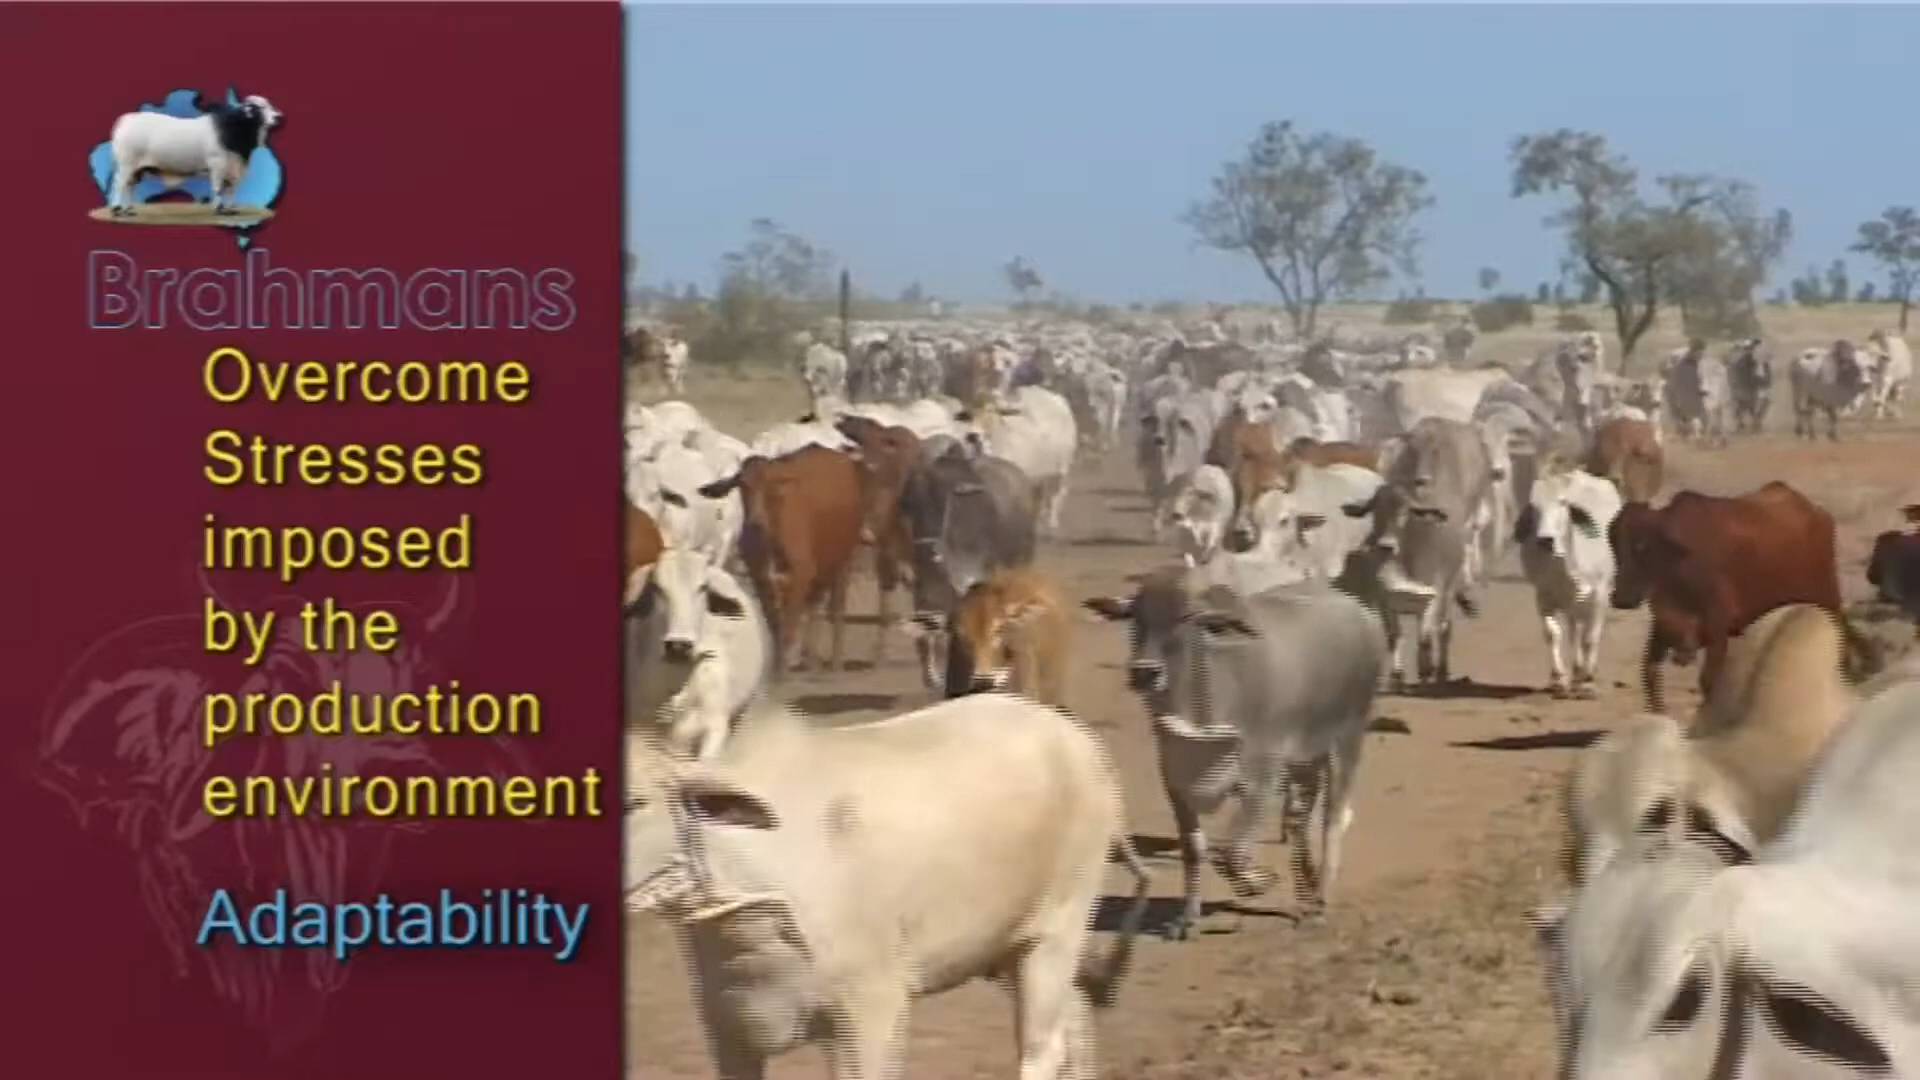 Brahmans
Overcome
Stresses
imposed
by the
production
environment
Adaptability